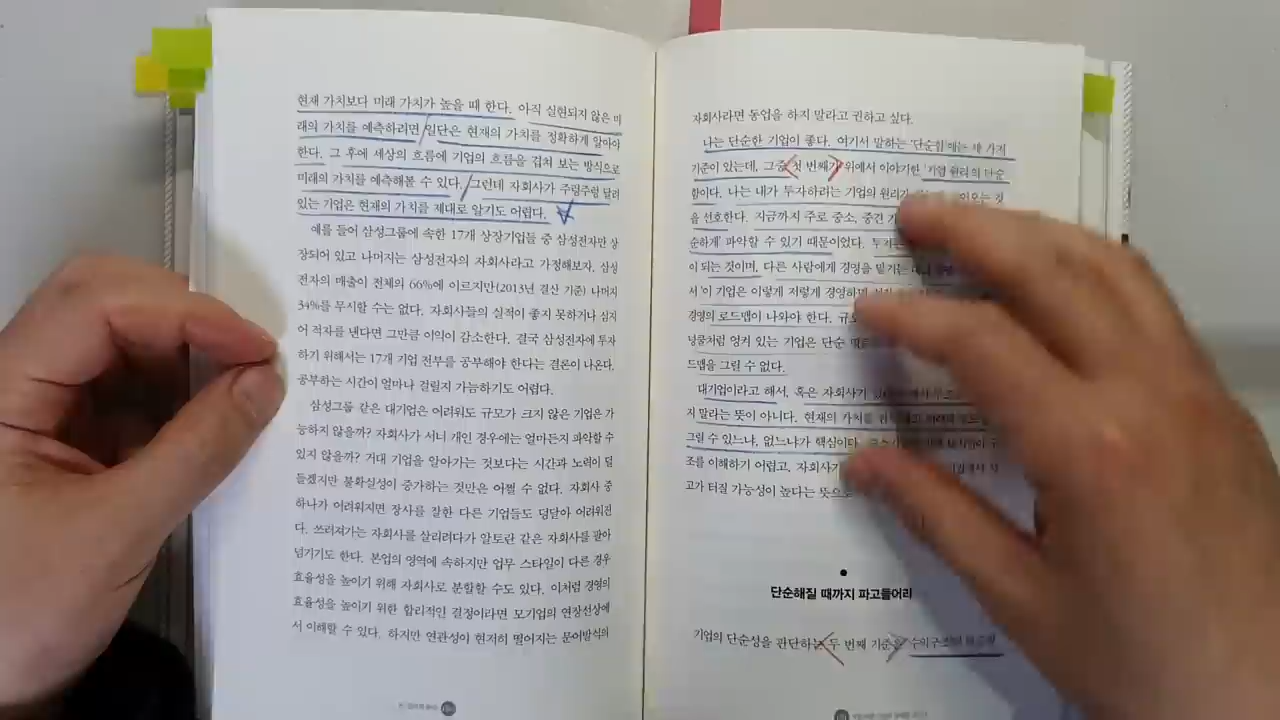 현재 가치보다 미래 가치가 높을 때 한다. 아직 실현되지 않은 미
래의 가치를 예측하려면 일단은 현재의 가치를 정확하게 알아야
한다. 그 후에 세상의 흐름에 기업의 흐름을 겹쳐 보는 방식으로
미래의 가치를 예측해볼 수 있다. 그런데 자회사가 주렁주렁 달려
있는 기업은 현재의 가치를 제대로 알기도 어렵다.
예를 들어 삼성그룹에 속한 17개 상장기업들 중 삼성전자만 상
장되어 있고 나머지는 삼성전자의 자회사라고 가정해보자. 삼성
전자의 매출이 전체의 66%에 이르지만(2013년 결산 기준) 나머지
34%를 무시할 수는 없다. 자회사들의 실적이 좋지 못하거나 심지
어 적자를 낸다면 그만큼 이익이 감소한다. 결국 삼성전자에 투자
하기 위해서는 17개 기업 전부를 공부해야 한다는 결론이 나온다.
공부하는 시간이 얼마나 걸릴지 가늠하기도 어렵다.
삼성그룹 같은 대기업은 어려워도 규모가 크지 않은 기업은 가
능하지 않을까? 자회사가 서너 개인 경우에는 얼마든지 파악할 수
있지 않을까? 거대 기업을 알아가는 것보다는 시간과 노력이 덜
들겠지만 불확실성이 증가하는 것만은 어쩔 수 없다. 자회사 중
하나가 어려워지면 장사를 잘한 다른 기업들도 덩달아 어려워진
다. 쓰러져가는 자회사를 살리려다가 알토란 같은 자회사를 팔아
넘기기도 한다. 본업의 영역에 속하지만 업무 스타일이 다른 경우
효율성을 높이기 위해 자회사로 분할할 수도 있다. 이처럼 경영의
효율성을 높이기 위한 합리적인 결정이라면 모기업의 연장선상에
서 이해할 수 있다. 하지만 연관성이 현저히 떨어지는 문어발식의
자회사라면 동업을 하지 말라고 권하고 싶다.
나는 단순한 기업이 좋다. 여기서 말하는 '단순함'에는 세 가지
기준이 있는데, 그중 첫 번째가 위에서 이야기한 '기업 원리의 단순
함'이다. 나는 내가 투자하려는 기업의 원리가
을 선호한다. 지금까지 주로 중소, 중견
순하게' 파악할 수 있기 때문이었다.
이 되는 것이며, 다른 사람에게 경영을 맡기는
서 '이 기업은 이렇게 저렇게 경영하면
경영의 로드맵이 나와야 한다.
넝쿨처럼 엉켜 있는 기업은 단순
드맵을 그릴 수 없다.
대기업이라고 해서, 혹은 자회사가
지 말라는 뜻이 아니다. 현재의 가치를
그릴 수 있느냐, 없느냐가 핵심이다.
조를 이해하기 어렵고, 자회사가
고가 터질 가능성이 높다는 뜻으로
단순해질 때까지 파고들어라
기업의 단순성을 판단하는 두 번째 기준은